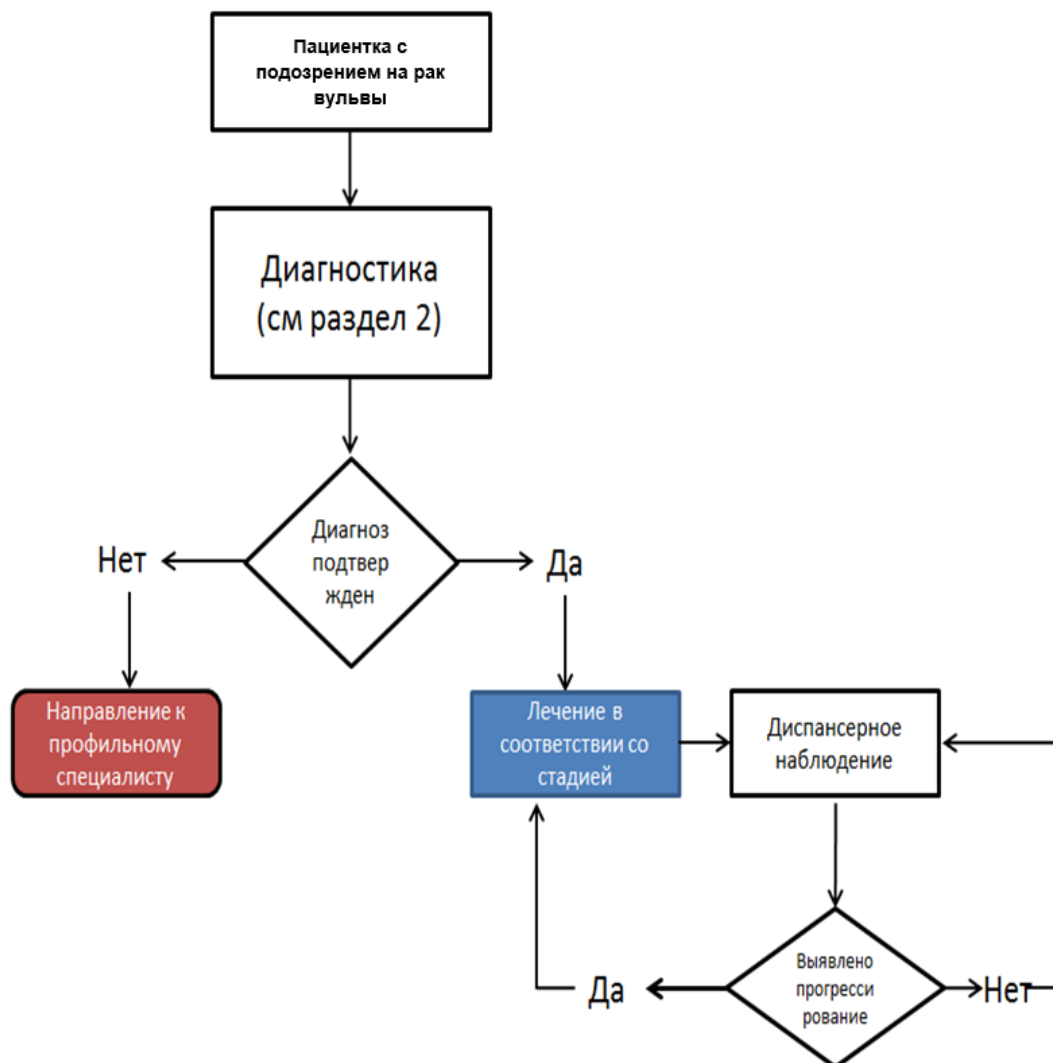 Пациентка с
подозрением на рак
вульвы
Диагностика
(см раздел 2)
Диагноз
подтвер
жден
Нет
Да
Направление к
профильному
специалисту
Лечение в
соответствии со
стадией
Диспансерное
наблюдение
Выявлено
прогресси
рование
Да
Нет